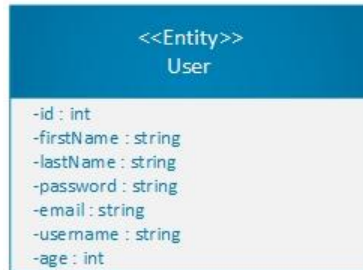 <<Entity>>
User
-id : int
-firstName : string
-lastName : string
-password : string
-email : string
-username : string
-age : int